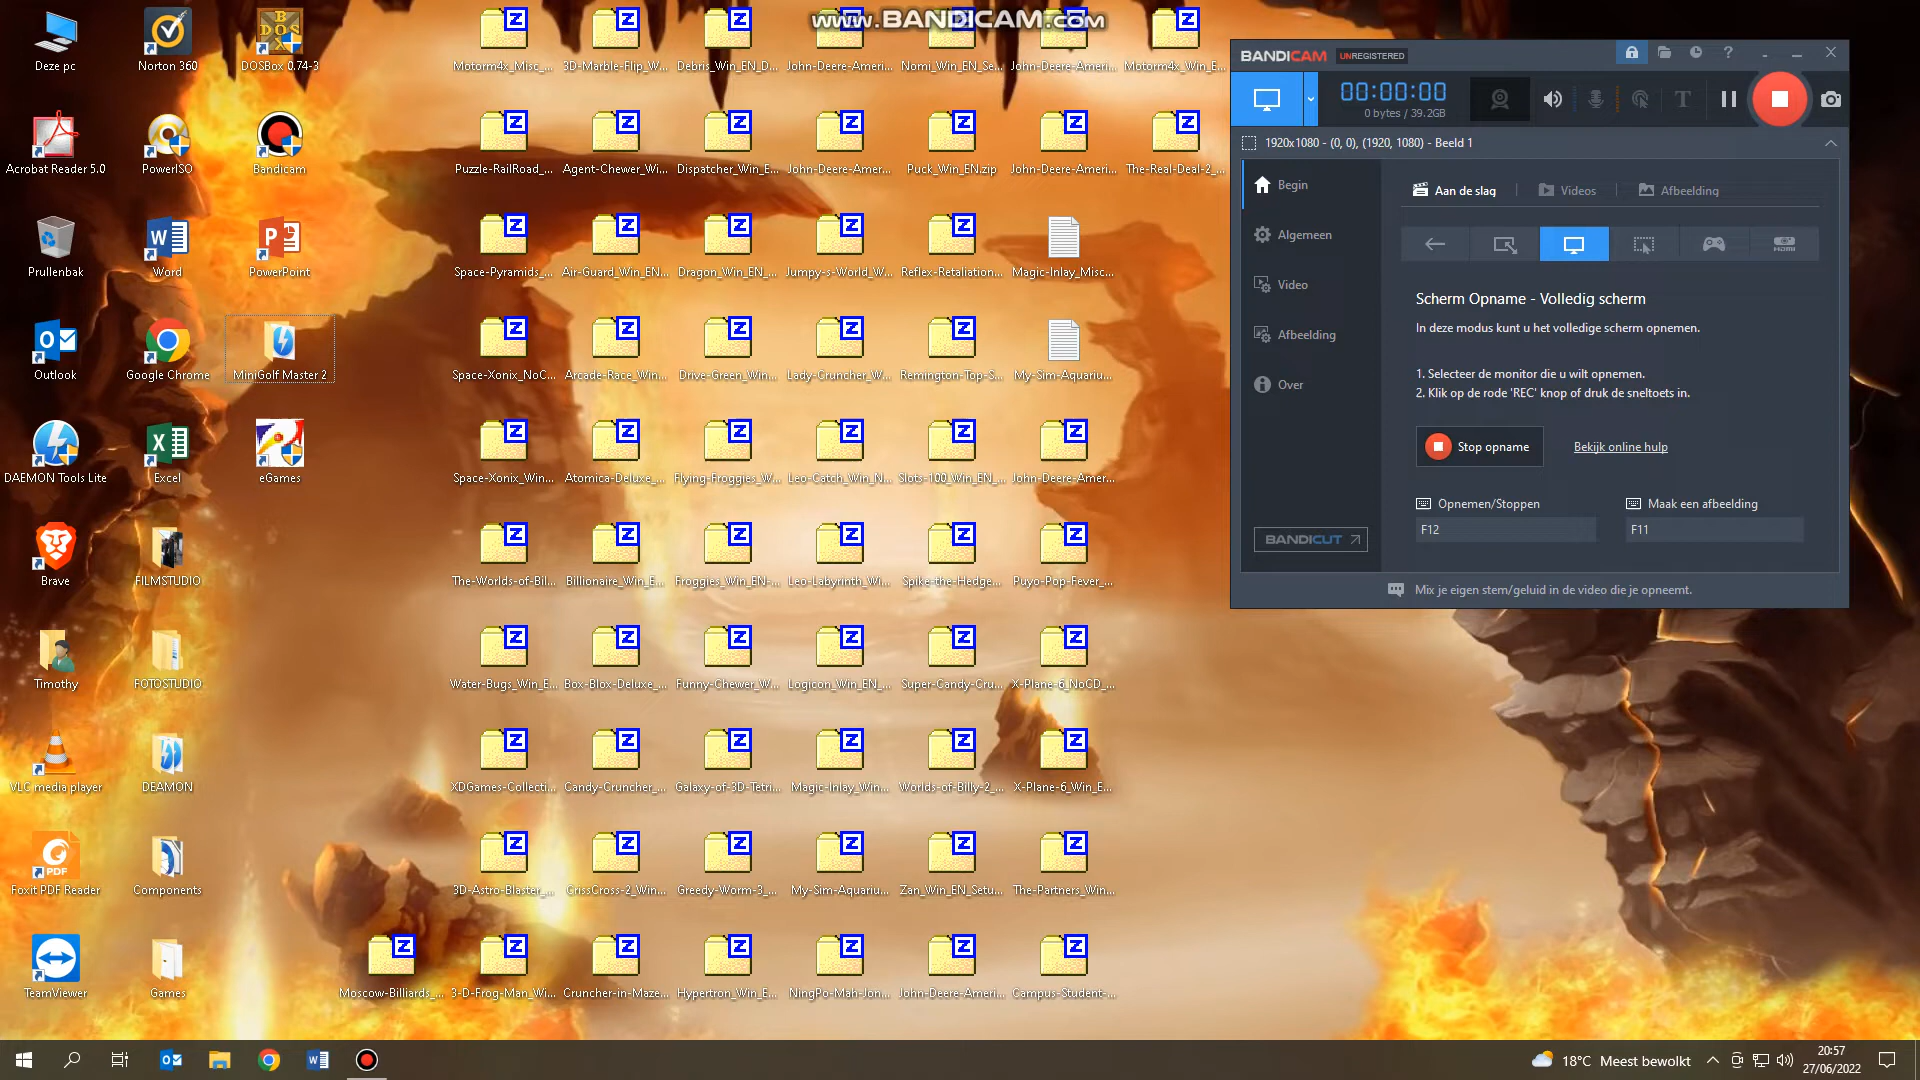 www.BANDICAM.com
Deze pc
Norton 360
DOSBox 0.74-3
Motorm4x_Misc_...
3D-Marble-Flip_W...
Debris_Win_EN_D...
John-Deere-Ameri...
Nomi_Win_EN_Se...
John-Deere-Ameri...
Motorm4x_Win_E...
Acrobat Reader 5.0
PowerISO
Bandicam
Puzzle-RailRoad_...
Agent-Chewer_Wi...
Dispatcher_Win_E...
John-Deere-Amer...
Puck_Win_EN.zip
John-Deere-Ameri...
The-Real-Deal-2_...
Prullenbak
Word
PowerPoint
Space-Pyramids_...
Air-Guard_Win_EN...
Dragon_Win_EN_...
Jumpy-s-World_W...
Reflex-Retaliation...
Magic-Inlay_Misc...
Outlook
Google Chrome
MiniGolf Master 2
Space-Xonix_NoC...
Arcade-Race_Win...
Drive-Green_Win...
Lady-Cruncher_W...
Remington-Top-S...
My-Sim-Aquariu...
DAEMON Tools Lite
Excel
eGames
Space-Xonix_Win...
Atomica-Deluxe_...
Flying-Froggies_W...
Leo-Catch_Win_N...
Slots-100_Win_EN_...
John-Deere-Amer...
Brave
FILMSTUDIO
The-Worlds-of-Bil...
Billionaire_Win_E...
Froggies_Win_EN-...
Leo-Labyrinth_Wi...
Spike-the-Hedge...
Puyo-Pop-Fever_...
Timothy
FOTOSTUDIO
Water-Bugs_Win_E...
Box-Blox-Deluxe_...
Funny-Chewer_W...
Logicon_Win_EN_...
Super-Candy-Cru...
X-Plane-6_NoCD_...
VLC media player
DEAMON
XDGames-Collecti...
Candy-Cruncher_...
Galaxy-of-3D-Tetri...
Magic-Inlay_Win...
Worlds-of-Billy-2_...
X-Plane-6_Win_E...
Foxit PDF Reader
Components
3D-Astro-Blaster_...
CrissCross-2_Win...
Greedy-Worm-3_...
My-Sim-Aquariu...
Zan_Win_EN_Setu...
The-Partners_Win...
TeamViewer
Games
Moscow-Billiards_...
3-D-Frog-Man_Wi...
Cruncher-in-Maze...
Hypertron_Win_E...
NingPo-Mah-Jon...
John-Deere-Ameri...
Campus-Student-...
BANDICAM UNREGISTERED
00:00:00
0 bytes / 39.2GB
1920x1080 - (0, 0), (1920, 1080) - Beeld 1
Begin
Algemeen
Video
Afbeelding
Over
BANDICUT
Aan de slag
Videos
Afbeelding
HDMI
Scherm Opname - Volledig scherm
In deze modus kunt u het volledige scherm opnemen.
1. Selecteer de monitor die u wilt opnemen.
2. Klik op de rode 'REC' knop of druk de sneltoets in.
Stop opname
Bekijk online hulp
Opnemen/Stoppen
Maak een afbeelding
F12
F11
Mix je eigen stem/geluid in de video die je opneemt.
18°C Meest bewolkt
20:57
27/06/2022